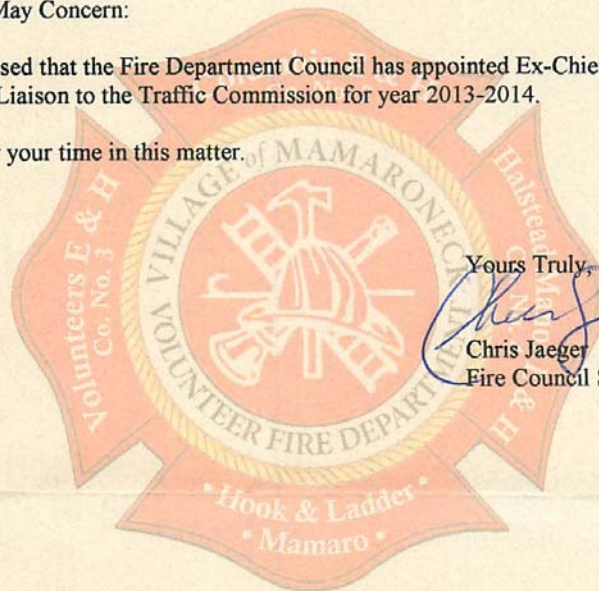 May Concern:
sed that the Fire Department Council has appointed Ex-Chie
Liaison to the Traffic Commission for year 2013-2014.
your time in this matter.
VILLAGE of MAMARONECK
VOLUNTEER FIRE DEPARTMENT
Volunteers E & H
Co. No. 3
Halstead Manor & H
Yours Truly,
Chris Jaeger
Fire Council
• Hook & Ladder •
• Mamaro •